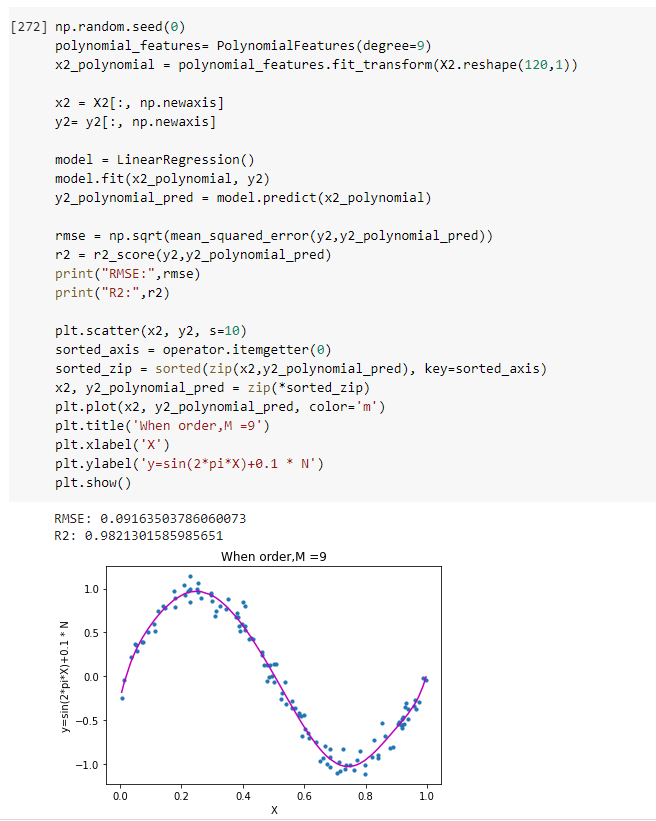 [272] np.random.seed(0)
polynomial_features= PolynomialFeatures(degree=9)
x2_polynomial = polynomial_features.fit_transform(X2.reshape(120,1))
x2 = X2[:, np.newaxis]
y2= y2[:, np.newaxis]
model = LinearRegression()
model.fit(x2_polynomial, y2)
y2_polynomial_pred = model.predict(x2_polynomial)
rmse = np.sqrt(mean_squared_error(y2,y2_polynomial_pred))
r2 = r2_score(y2,y2_polynomial_pred)
print("RMSE:",rmse)
print("R2:",r2)
plt.scatter(x2, y2, s=10)
sorted_axis = operator.itemgetter(0)
sorted_zip = sorted(zip(x2,y2_polynomial_pred), key=sorted_axis)
x2, y2_polynomial_pred = zip(*sorted_zip)
plt.plot(x2, y2_polynomial_pred, color='m')
plt.title('When order,M =9')
plt.xlabel('X')
plt.ylabel('y=sin(2*pi*X)+0.1 * N')
plt.show()
RMSE: 0.09163503786060073
R2: 0.9821301585985651
When order,M =9
1.0
0.5
0.0
−0.5
−1.0
y=sin(2*pi*X)+0.1 * N
0.0 0.2 0.4 0.6 0.8 1.0
X